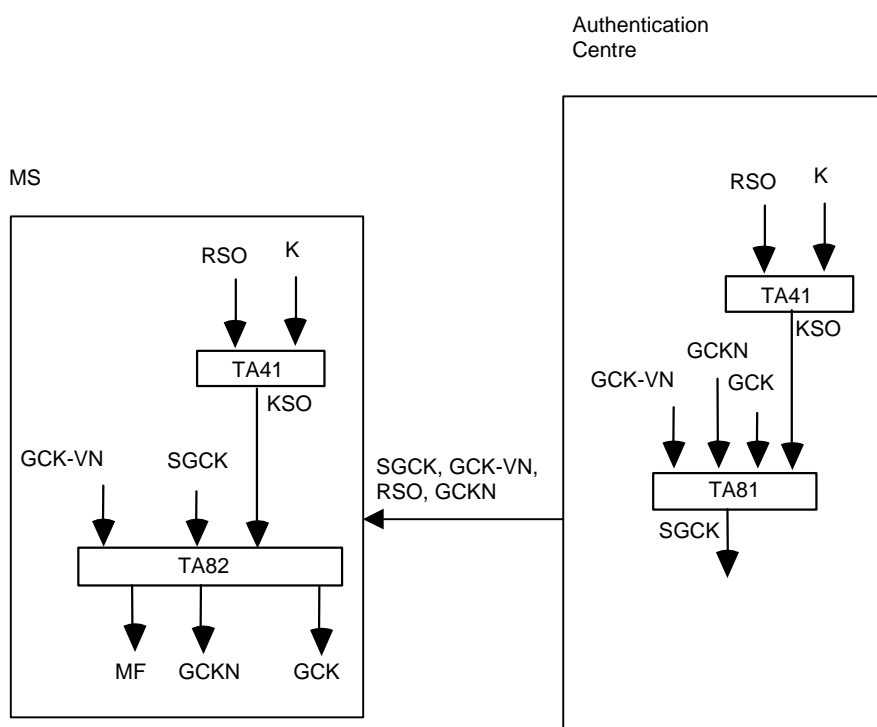 Authentication
Centre
MS
RSO
K
TA41
KSO
GCK-VN
SGCK
TA82
MF
GCKN
GCK
SGCK, GCK-VN,
RSO, GCKN
RSO
K
TA41
KSO
GCKN
GCK-VN
GCK
TA81
SGCK